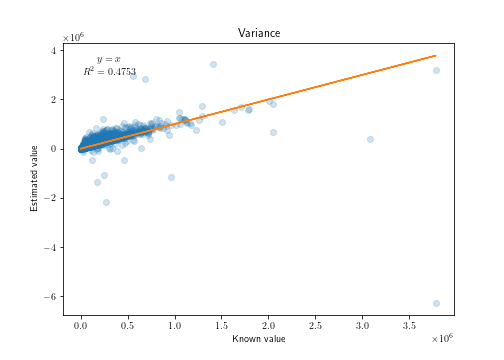 Variance
×10⁶
y = x
R² = 0.4753
4
2
0
−2
−4
−6
Estimated value
0.0 0.5 1.0 1.5 2.0 2.5 3.0 3.5
Known value
×10⁶